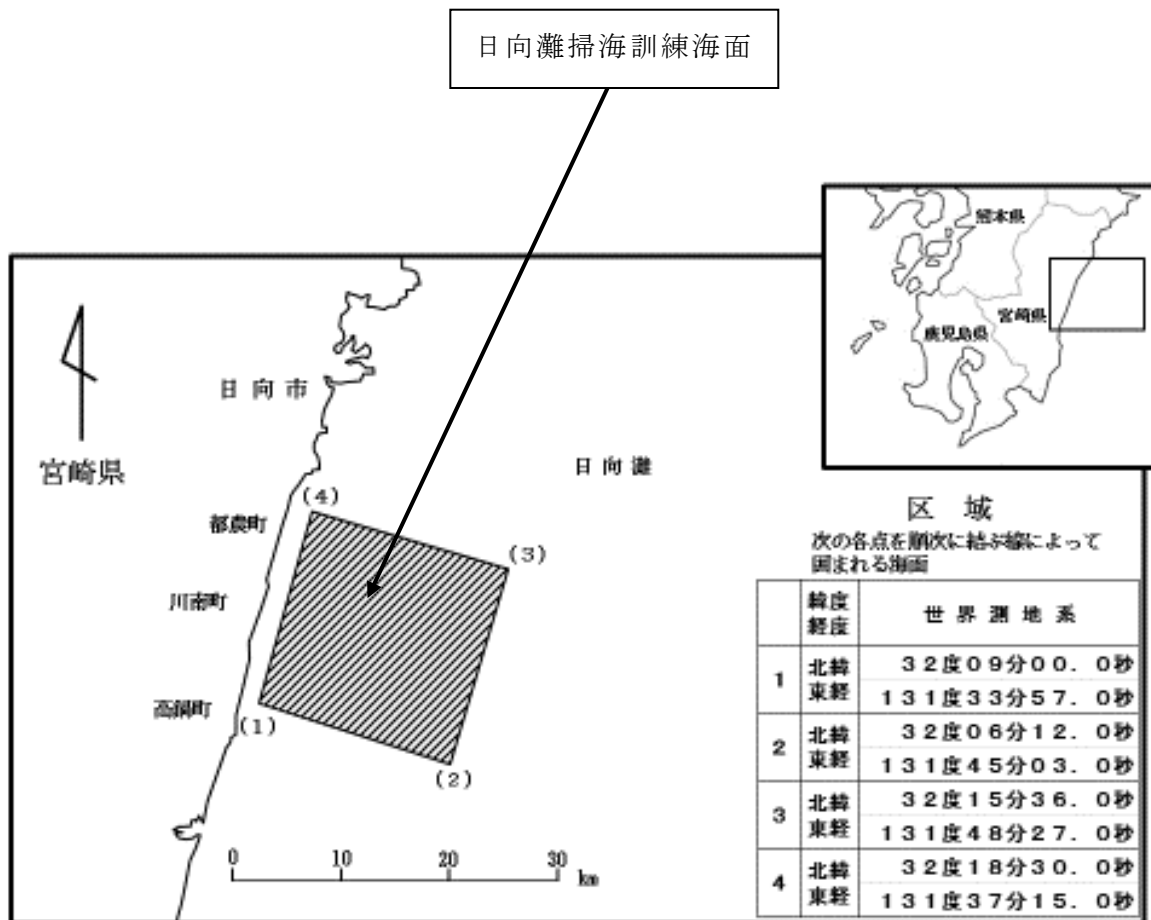 日向灘掃海訓練海面
熊本県
宮崎県
鹿児島県
日向市
宮崎県
日向灘
(4)
都農町
(3)
川南町
高鍋町
(1)
(2)
0 10 20 30
km
区域
次の各点を順次に結ぶ線によって
囲まれる海面
緯度
経度
世界測地系
1 北緯 32度09分00.0秒
東経 131度33分57.0秒
2 北緯 32度06分12.0秒
東経 131度45分03.0秒
3 北緯 32度15分36.0秒
東経 131度48分27.0秒
4 北緯 32度18分30.0秒
東経 131度37分15.0秒